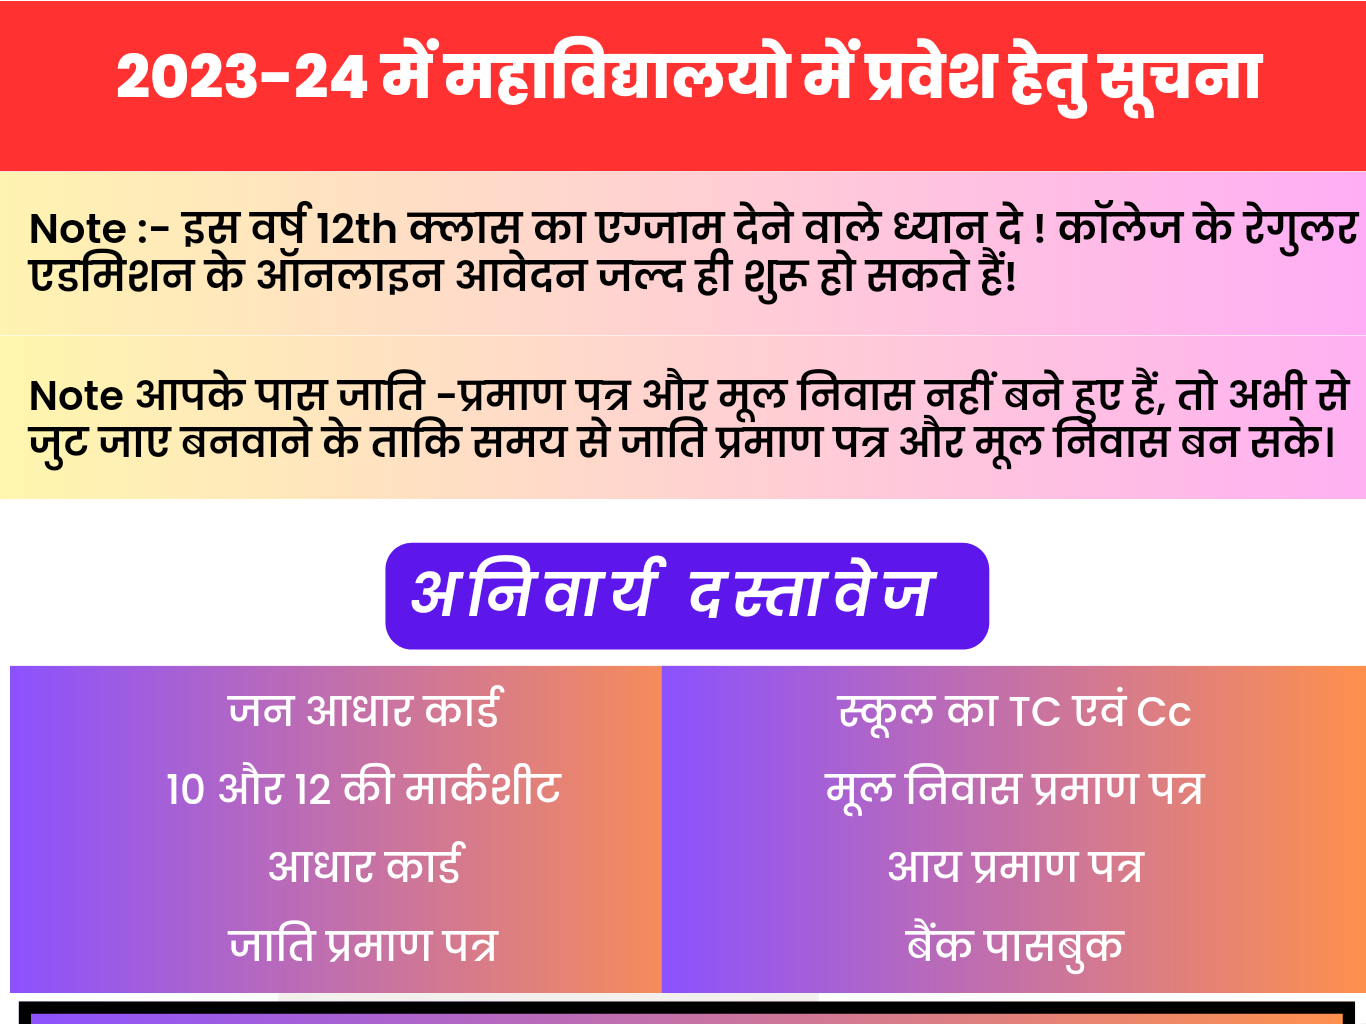 2023-24 में महाविद्यालयो में प्रवेश हेतु सूचना
Note :- इस वर्ष 12th क्लास का एग्जाम देने वाले ध्यान दे ! कॉलेज के रेगुलर
एडमिशन के ऑनलाइन आवेदन जल्द ही शुरू हो सकते हैं!
Note आपके पास जाति -प्रमाण पत्र और मूल निवास नहीं बने हुए हैं, तो अभी से
जुट जाए बनवाने के ताकि समय से जाति प्रमाण पत्र और मूल निवास बन सके।
अनिवार्य दस्तावेज
जन आधार कार्ड
10 और 12 की मार्कशीट
आधार कार्ड
जाति प्रमाण पत्र
स्कूल का TC एवं Cc
मूल निवास प्रमाण पत्र
आय प्रमाण पत्र
बैंक पासबुक